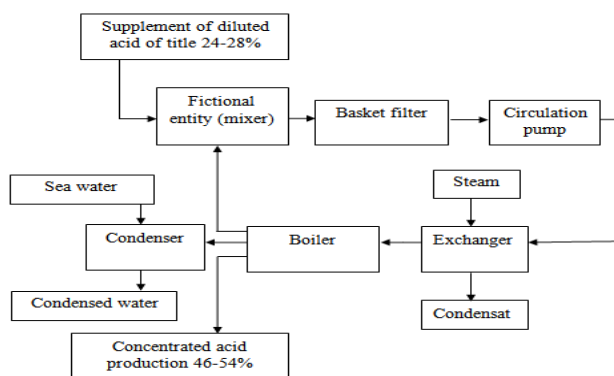 Supplement of diluted
acid of title 24-28%
Fictional
entity (mixer)
Basket filter
Circulation
pump
Sea water
Steam
Condenser
Boiler
Exchanger
Condensed water
Condensat
Concentrated acid
production 46-54%